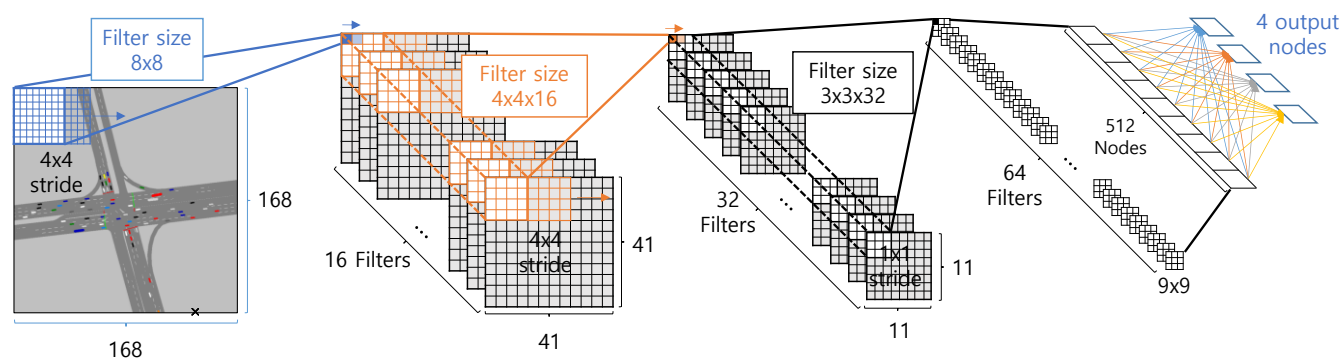 Filter size
8x8
4x4
stride
168
168
Filter size
4x4x16
4x4
stride
...
16 Filters
41
41
Filter size
3x3x32
1x1
stride
...
32
Filters
11
11
...
64
Filters
9x9
512
Nodes
4 output
nodes